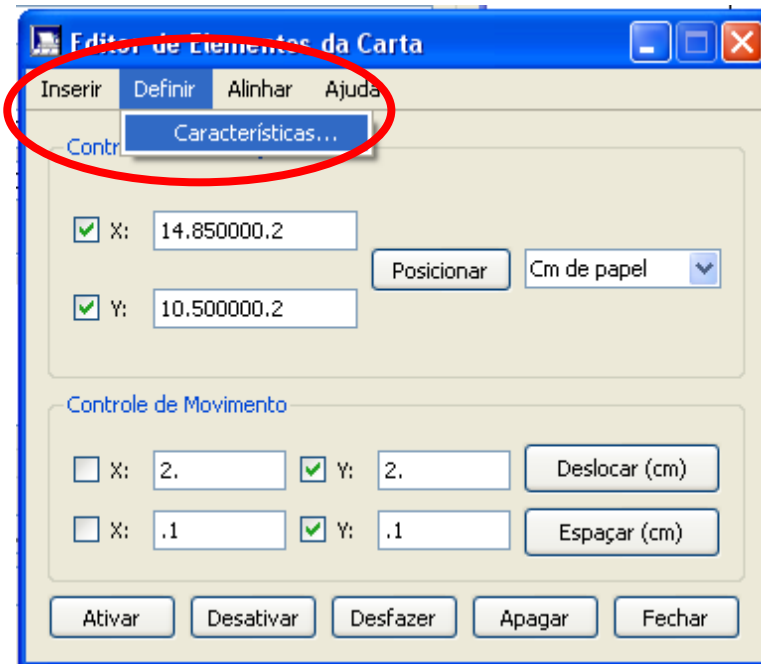 Editor de Elementos da Carta
Inserir Definir Alinhar Ajuda
Características...
Contr
X: 14.850000.2
Posicionar Cm de papel
Y: 10.500000.2
Controle de Movimento
X: 2. Y: 2. Deslocar (cm)
X: .1 Y: .1 Espaçar (cm)
Ativar Desativar Desfazer Apagar Fechar